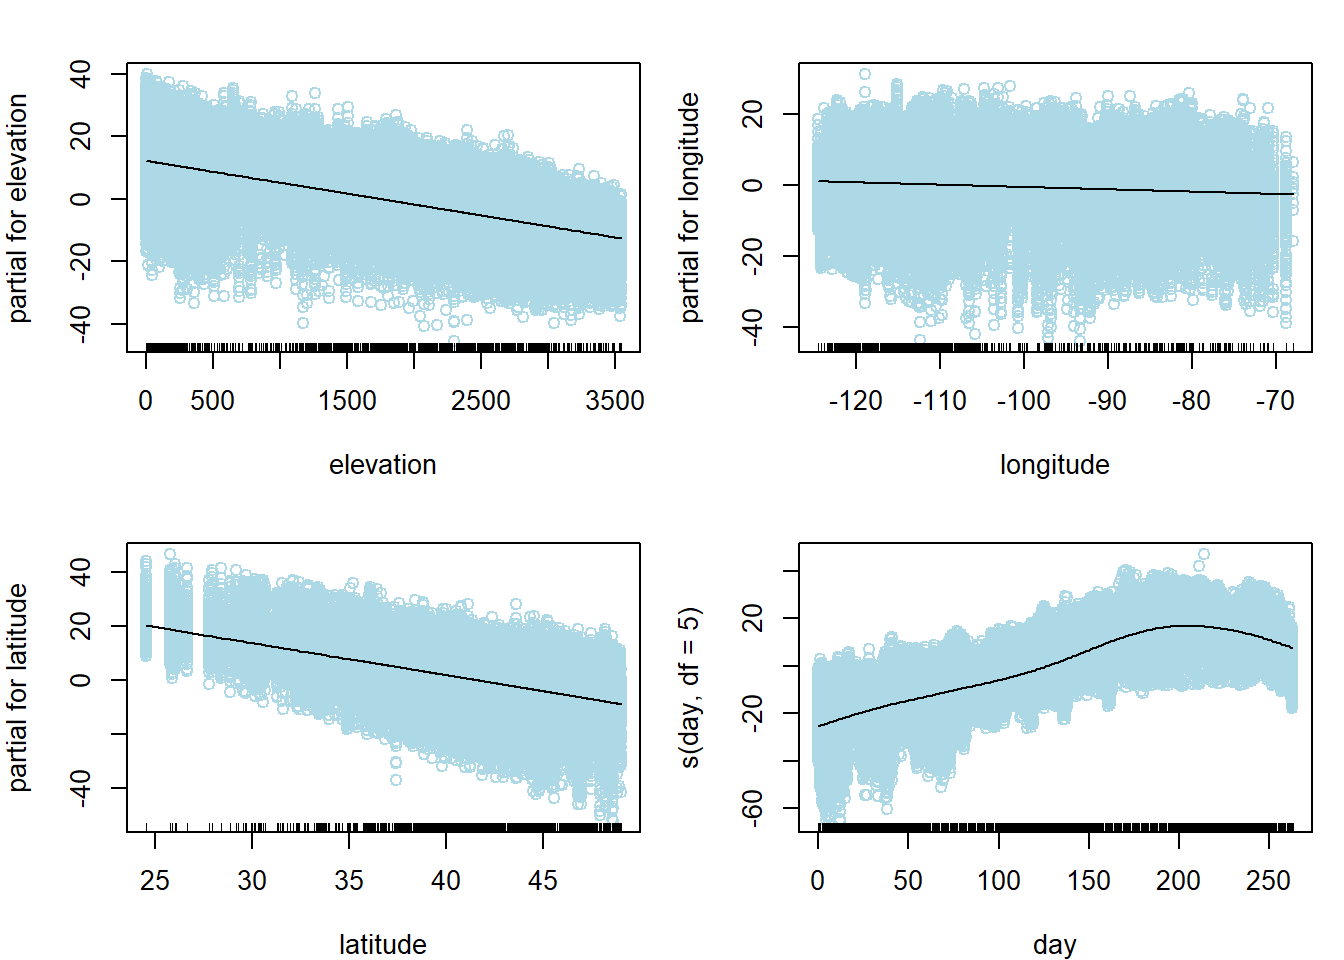 partial for elevation
40
20
0
-20
-40
0 500 1500 2500 3500
elevation
partial for longitude
20
0
-20
-40
-120 -110 -100 -90 -80 -70
longitude
partial for latitude
40
20
0
-40
25 30 35 40 45
latitude
s(day, df = 5)
20
-20
-60
0 50 100 150 200 250
day